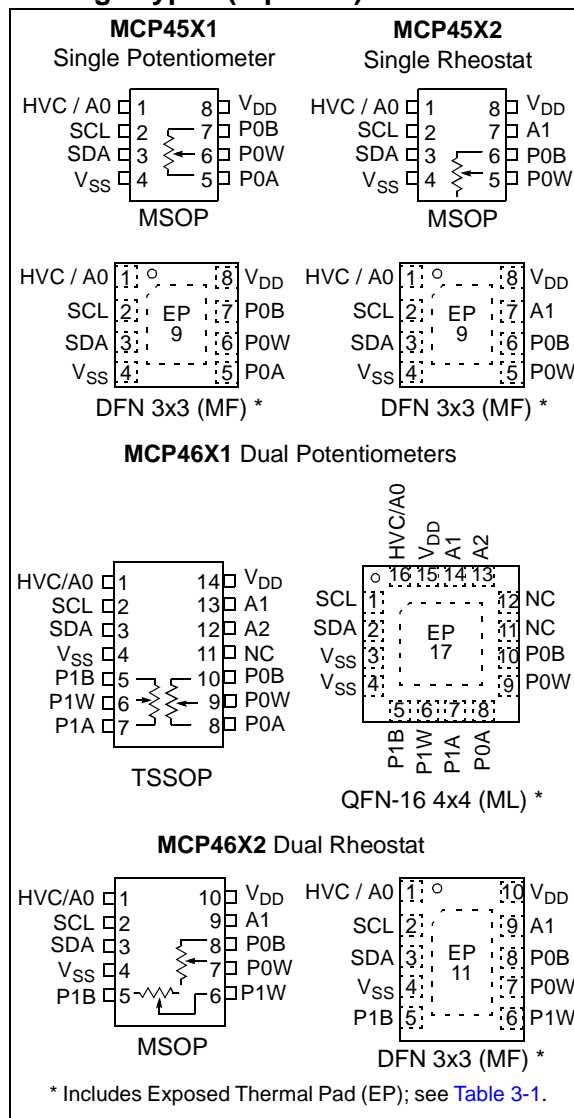 MCP45X1
Single Potentiometer
HVC / A0 1 8 VDD
SCL 2 7 P0B
SDA 3 6 P0W
VSS 4 5 P0A
MSOP
MCP45X2
Single Rheostat
HVC / A0 1 8 VDD
SCL 2 7 A1
SDA 3 6 P0B
VSS 4 5 P0W
MSOP
HVC / A0 1 8 VDD
SCL 2 EP 7 P0B
SDA 3 9 6 P0W
VSS 4 5 P0A
DFN 3x3 (MF) *
HVC / A0 1 8 VDD
SCL 2 EP 7 A1
SDA 3 9 6 P0B
VSS 4 5 P0W
DFN 3x3 (MF) *
MCP46X1 Dual Potentiometers
HVC/A0 1 14 VDD
SCL 2 13 A1
SDA 3 12 A2
VSS 4 11 NC
P1B 5 10 P0B
P1W 6 9 P0W
P1A 7 8 P0A
TSSOP
HVC/A0 VDD A1 A2
16 15 14 13
SCL 1 12 NC
SDA 2 EP 11 NC
VSS 3 17 10 P0B
VSS 4 9 P0W
5 6 7 8
P1B P1W P1A P0A
QFN-16 4x4 (ML) *
MCP46X2 Dual Rheostat
HVC/A0 1 10 VDD
SCL 2 9 A1
SDA 3 8 P0B
VSS 4 7 P0W
P1B 5 6 P1W
MSOP
HVC / A0 1 10 VDD
SCL 2 9 A1
SDA 3 EP 8 P0B
VSS 4 11 7 P0W
P1B 5 6 P1W
DFN 3x3 (MF) *
* Includes Exposed Thermal Pad (EP); see Table 3-1.